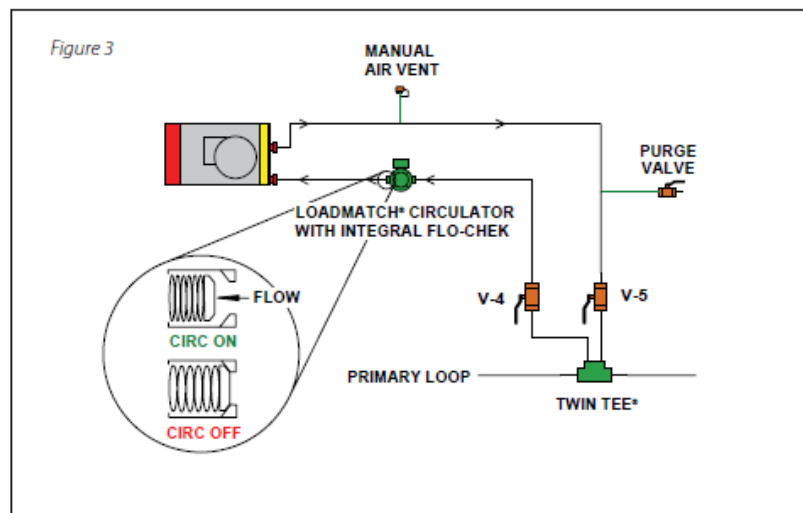 Figure 3
MANUAL
AIR VENT
PURGE
VALVE
LOADMATCH® CIRCULATOR
WITH INTEGRAL FLO-CHEK
FLOW
CIRC ON
CIRC OFF
V-4
V-5
PRIMARY LOOP
TWIN TEE®